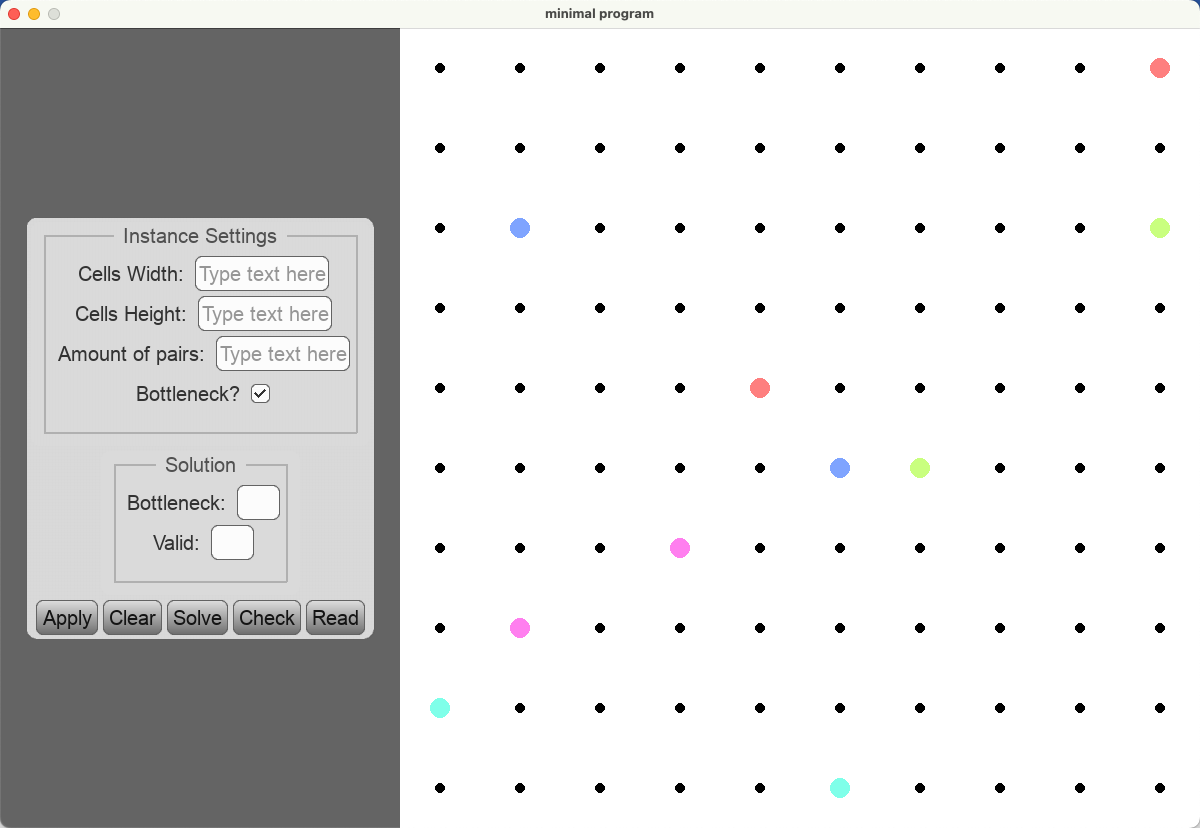 minimal program
Instance Settings
Cells Width: Type text here
Cells Height: Type text here
Amount of pairs: Type text here
Bottleneck?
Solution
Bottleneck:
Valid:
Apply Clear Solve Check Read